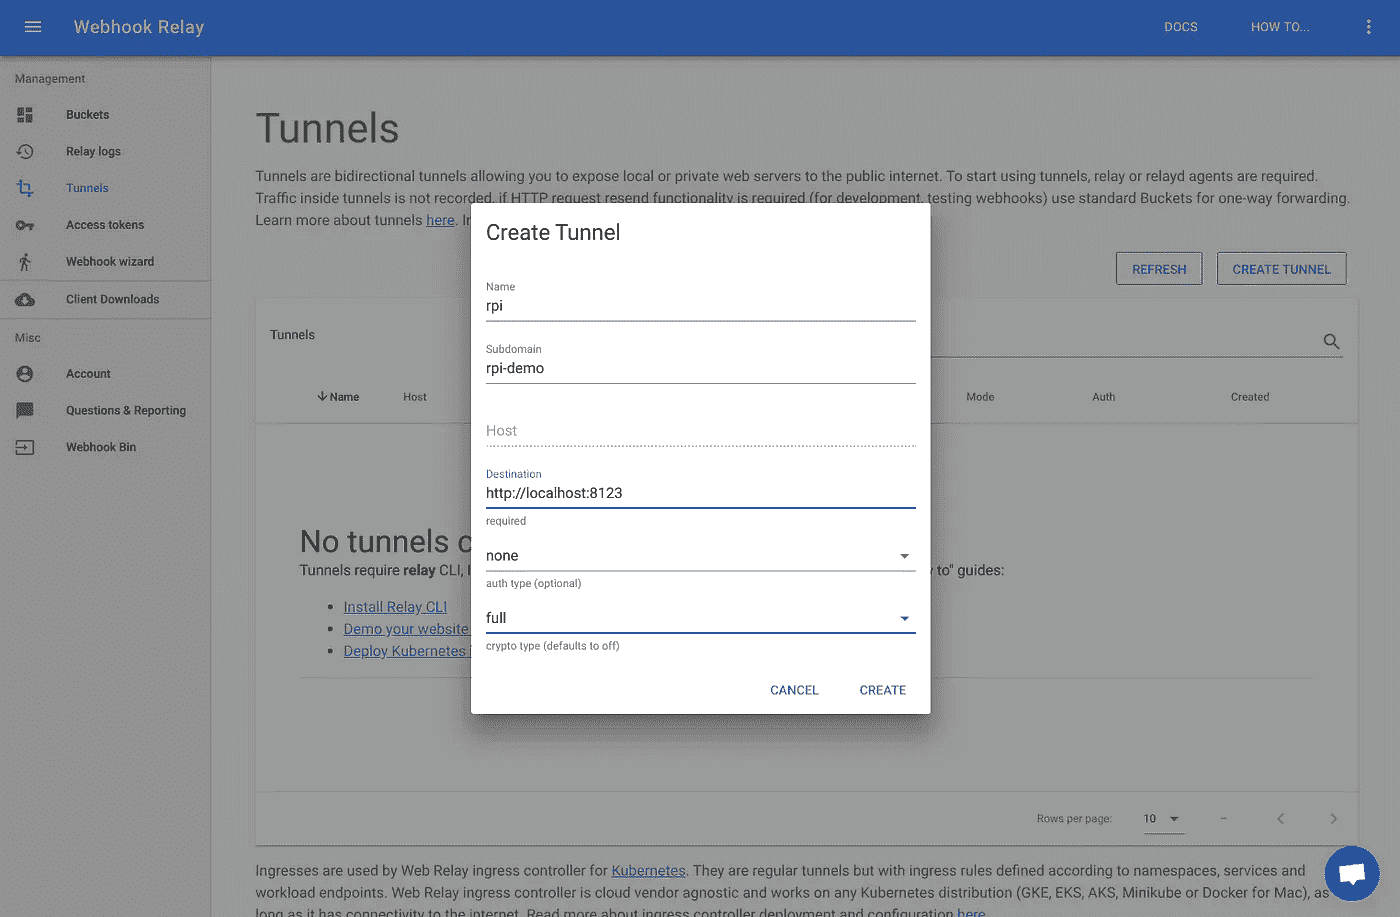 Webhook Relay
DOCS
HOW TO...
Management
Buckets
Relay logs
Tunnels
Access tokens
Webhook wizard
Client Downloads
Misc
Account
Questions & Reporting
Webhook Bin
Tunnels
Tunnels are bidirectional tunnels allowing you to expose local or private web servers to the public internet. To start using tunnels, relay or relayd agents are required.
Traffic inside tunnels is not recorded, if HTTP request resend functionality is required (for development, testing webhooks) use standard Buckets for one-way forwarding.
Learn more about tunnels here.
REFRESH
CREATE TUNNEL
Tunnels
Name
Host
Mode
Auth
Created
No tunnels
Tunnels require relay CLI,
to" guides:
Install Relay CLI
Demo your website
Deploy Kubernetes
Create Tunnel
Name
rpi
Subdomain
rpi-demo
Host
Destination
http://localhost:8123
required
none
auth type (optional)
full
crypto type (defaults to off)
CANCEL
CREATE
Rows per page:
10
–
Ingresses are used by Web Relay ingress controller for Kubernetes. They are regular tunnels but with ingress rules defined according to namespaces, services and
workload endpoints. Web Relay ingress controller is cloud vendor agnostic and works on any Kubernetes distribution (GKE, EKS, AKS, Minikube or Docker for Mac), as
long as it has connectivity to the internet. Read more about ingress controller deployment and configuration here